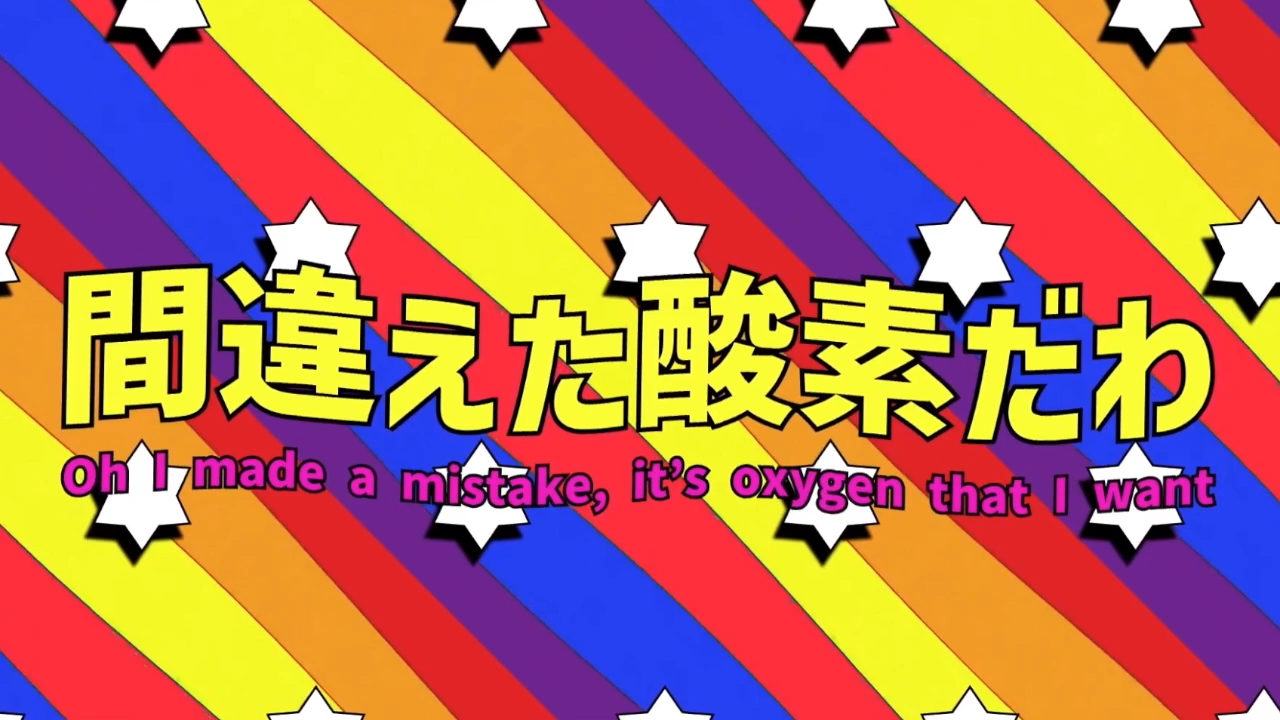 間違えた酸素だわ
Oh I made a mistake, it's oxygen that I want